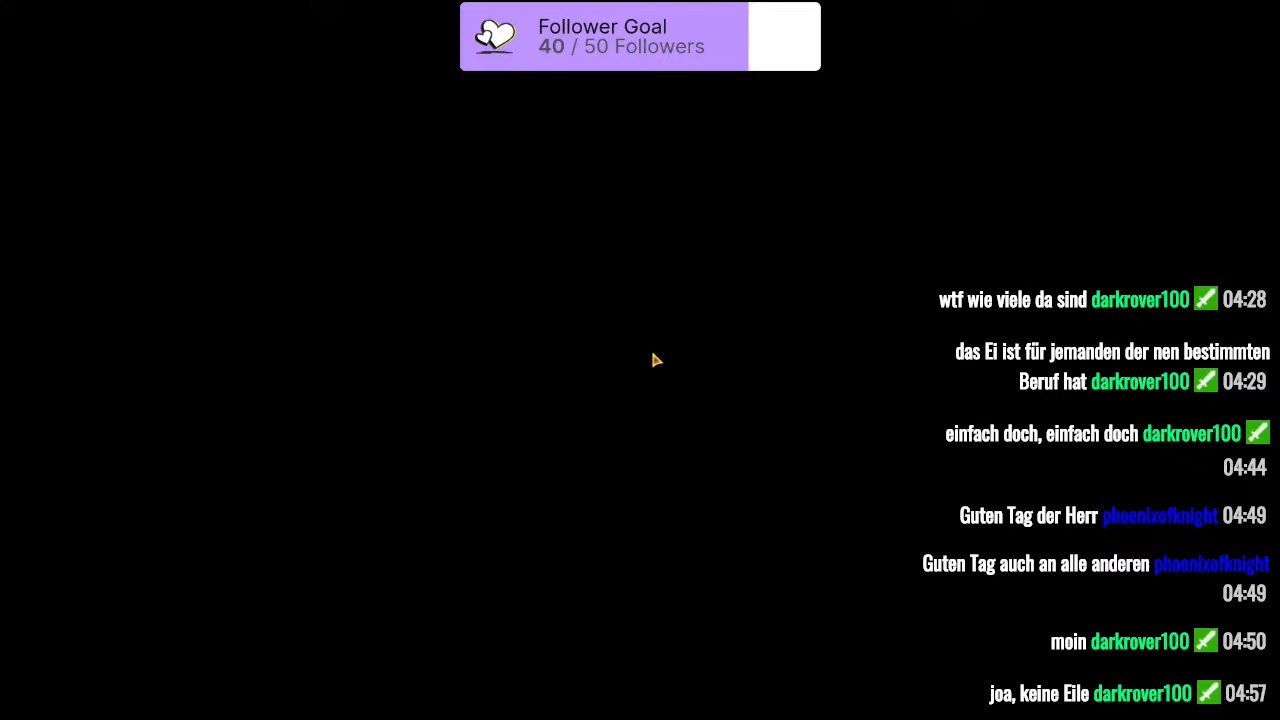 Follower Goal
40 / 50 Followers
wtf wie viele da sind darkrover100 04:28
das Ei ist für jemanden der nen bestimmten
Beruf hat darkrover100 04:29
einfach doch, einfach doch darkrover100
04:44
Guten Tag der Herr phoenixofknight 04:49
Guten Tag auch an alle anderen phoenixofknight
04:49
moin darkrover100 04:50
joa, keine Eile darkrover100 04:57